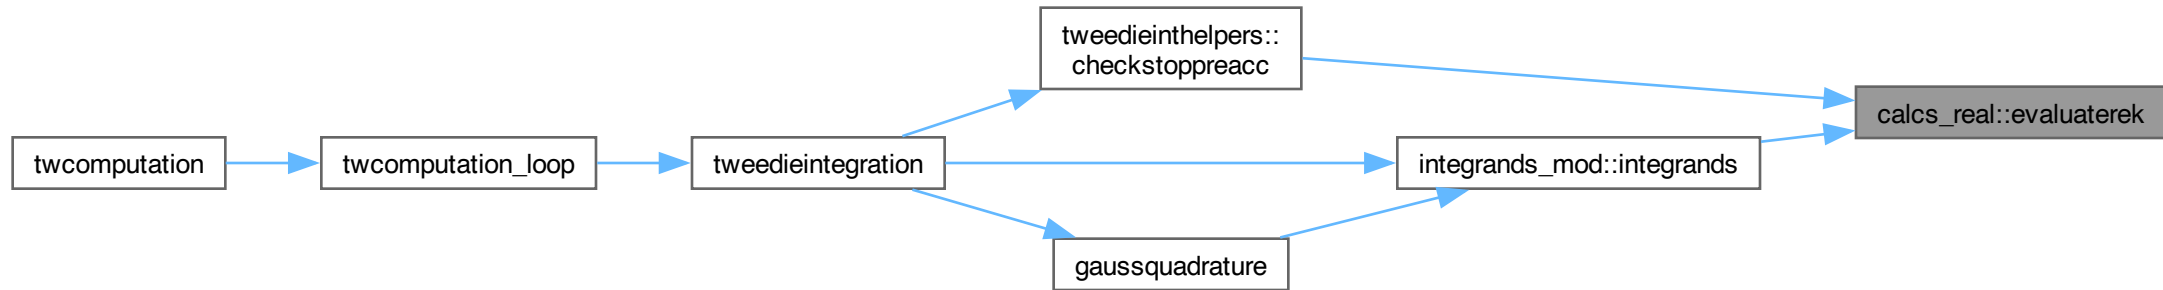 tweedieinthelpers::
checkstoppreacc
calcs_real::evaluaterek
twcomputation
twcomputation_loop
tweedieintegration
integrands_mod::integrands
gaussquadrature